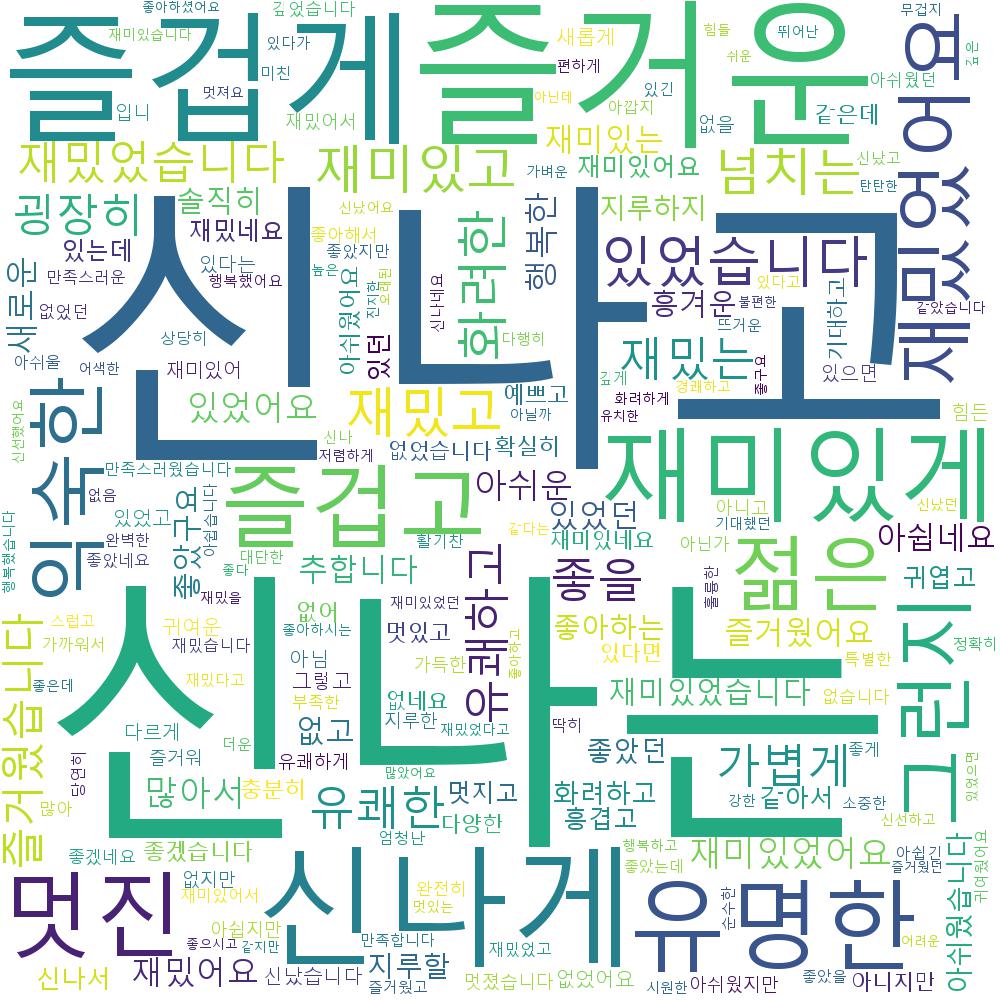 좋아하셨어요
깊었습니다
재미있습니다
있다가
미친
멋져요
입니
재미있어서
즐겁게
즐거운
새롭게
편하게
힘들
뛰어난
쉬운
무겁지
깊은
아닌데
있긴
아깝지
없을
같은데
아쉬웠던
재밌었어요
재밌었습니다
재미있고
재미있는
가벼운
재미있어요
넘치는
신났고
탄탄한
굉장히
솔직히
신났어요
재밌네요
좋아해서
좋았지만
있는데
있다는
만족스러운
행복했어요
높은
새로운
없었던
신나고
화려한
행복한
지루하지
있었습니다
있다고
흥겨운
불편한
뜨거운
기대하고
같았습니다
아쉬웠어요
진지한
오래된
신나네요
다행히
상당히
있던
아쉬울
어색한
재미있어
재밌는
깊게
경쾌하고
좋구요
있으면
화려하게
유치한
힘든
익숙한
있었어요
재밌고
예쁘고
아닐까
신선했어요
신나
저렴하게
없었습니다
확실히
재미있게
만족스러웠습니다
없음
즐겁고
아쉬운
있었던
아니고
신났던
기대했던
같다는
있었고
완벽한
좋았네요
좋았구요
아쉽습니다
대단한
활기찬
재미있네요
아닌가
아쉽네요
행복했습니다
좋다
추합니다
유쾌하고
좋을
훌륭한
젊은
귀엽고
재밌을
신나는
없어
재미있었던
좋아하시는
멋있고
좋아하는
즐거웠어요
스럽고
가까워서
귀여운
재밌습니다
아님
가득한
좋아하고
있다면
특별한
정확히
그런지
즐거웠습니다
좋은데
재밌다고
그렇고
부족한
없네요
지루한
재밌었다고
재미있었습니다
없습니다
다르게
즐거워
더운
없고
유쾌하게
딱히
좋았던
가볍게
좋게
당연히
많았어요
많아
많아서
충분히
유쾌한
멋지고
다양한
화려하고
흥겹고
강한
같아서
소중한
있었으면
신선하고
좋겠네요
좋겠습니다
엄청난
행복하고
좋았는데
재미있었어요
아쉽긴
즐거웠던
아쉬웠습니다
귀여웠어요
멋진
없지만
재미있어서
신나게
완전히
멋있는
유명한
순수한
아쉽지만
좋으시고
같지만
만족합니다
재밌었고
어려운
신나서
재밌어요
신났습니다
지루할
즐거웠고
멋졌습니다
없었어요
시원한
아쉬웠지만
좋았을
아니지만